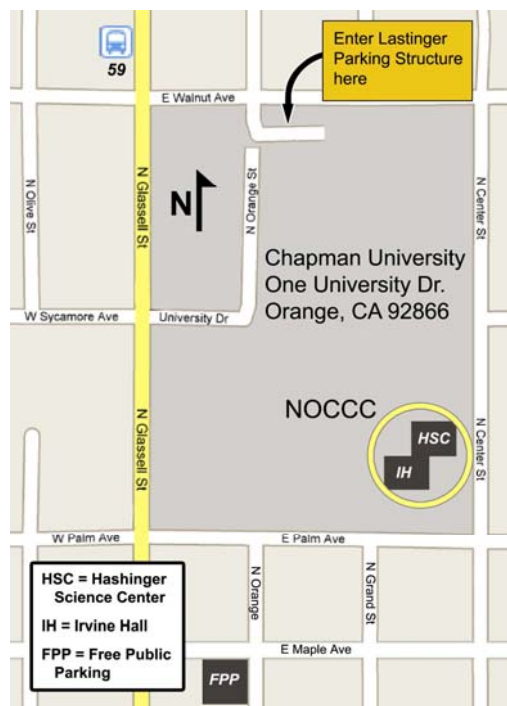 59
Enter Lastinger
Parking Structure
here
E Walnut Ave
N Olive St
N Glassell St
N
N Orange St
N Center St
Chapman University
One University Dr.
Orange, CA 92866
W Sycamore Ave
University Dr
NOCCC
HSC
IH
N Glassell St
N Center St
W Palm Ave
E Palm Ave
HSC = Hashinger
Science Center
IH = Irvine Hall
FPP = Free Public
Parking
N Orange
N Grand St
E Maple Ave
FPP